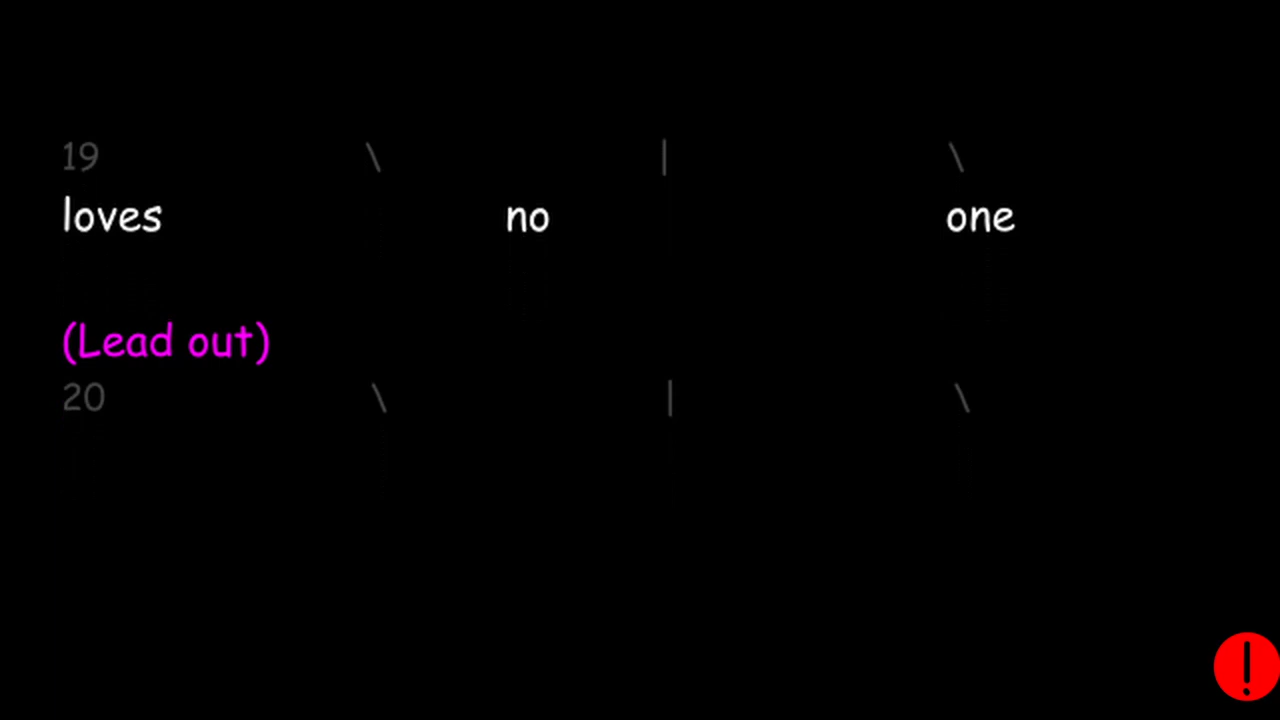 19 \ | \
loves no one
(Lead out)
20 \ | \
!